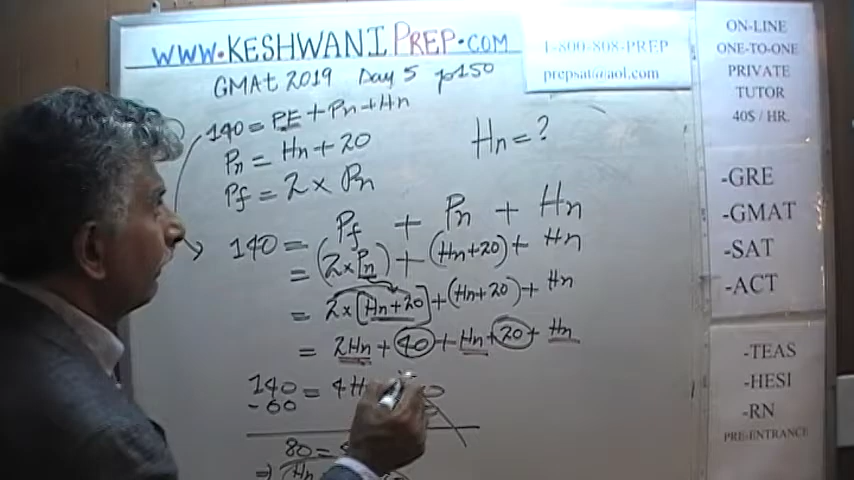 www.KESHWANIPREP.COM
1-800-808-PREP
prepsat@aol.com
GMAt 2019 Day 5 p150
140 = PE + Pn + Hn
Pn = Hn + 20
Pf = 2 × Pn
Hn = ?
140 = Pf + Pn + Hn
= (2 × Pn) + (Hn+20) + Hn
= 2 × [Hn+20] + (Hn+20) + Hn
= 2Hn + 40 + Hn + 20 + Hn
140 = 4H
-60
80 =
⇒ Hn
ON-LINE
ONE-TO-ONE
PRIVATE
TUTOR
40$ / HR.
-GRE
-GMAT
-SAT
-ACT
-TEAS
-HESI
-RN
PRE-ENTRANCE